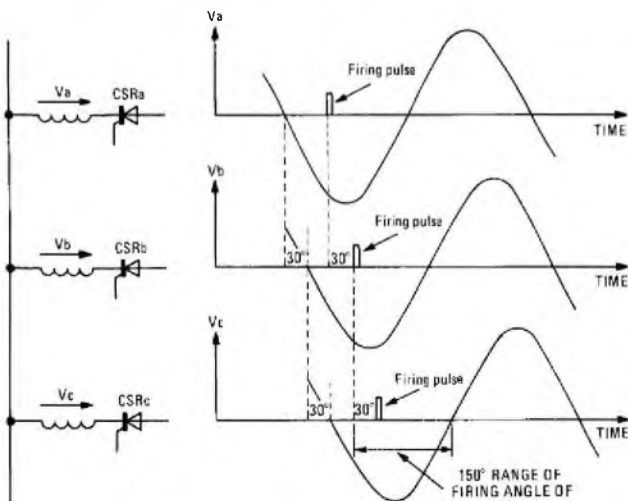 Va
CSRa
Va
Firing pulse
TIME
Vb
CSRb
Vb
Firing pulse
30°
30°
TIME
Vc
CSRc
Vc
Firing pulse
30°
30°
TIME
150° RANGE OF
FIRING ANGLE OF